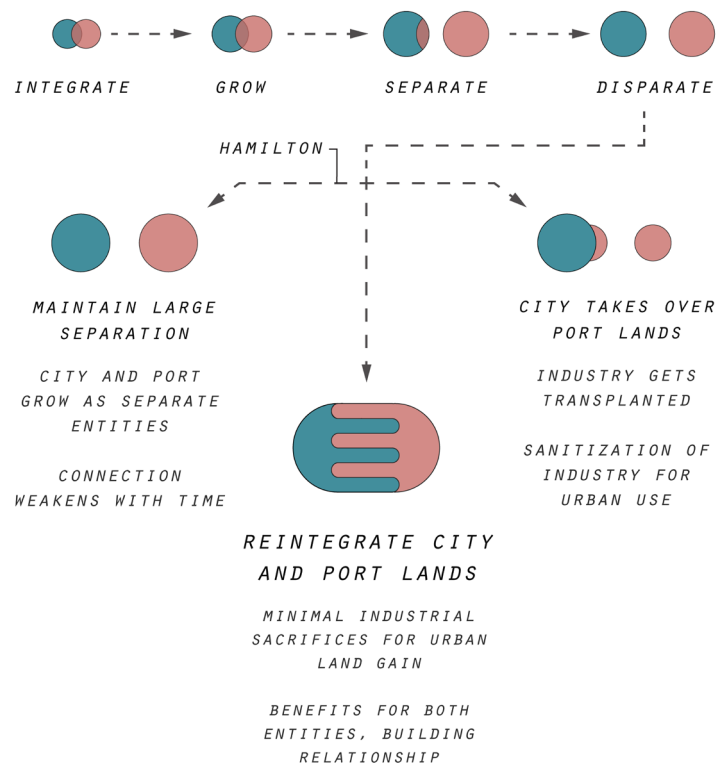 INTEGRATE
GROW
SEPARATE
DISPARATE
HAMILTON
MAINTAIN LARGE
SEPARATION
CITY AND PORT
GROW AS SEPARATE
ENTITIES
CONNECTION
WEAKENS WITH TIME
CITY TAKES OVER
PORT LANDS
INDUSTRY GETS
TRANSPLANTED
SANITIZATION OF
INDUSTRY FOR
URBAN USE
REINTEGRATE CITY
AND PORT LANDS
MINIMAL INDUSTRIAL
SACRIFICES FOR URBAN
LAND GAIN
BENEFITS FOR BOTH
ENTITIES, BUILDING
RELATIONSHIP